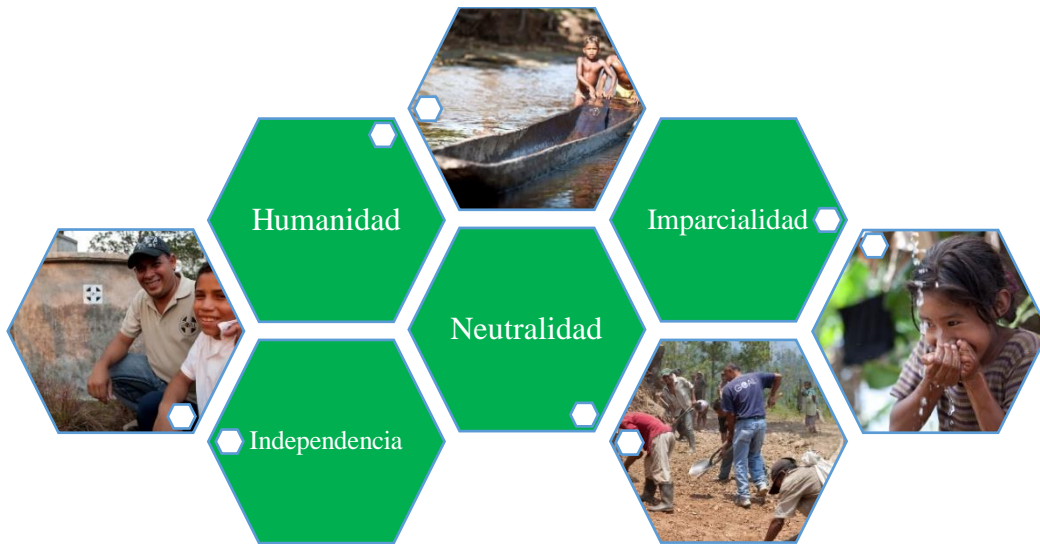 Humanidad
Imparcialidad
Neutralidad
Independencia
GOAL